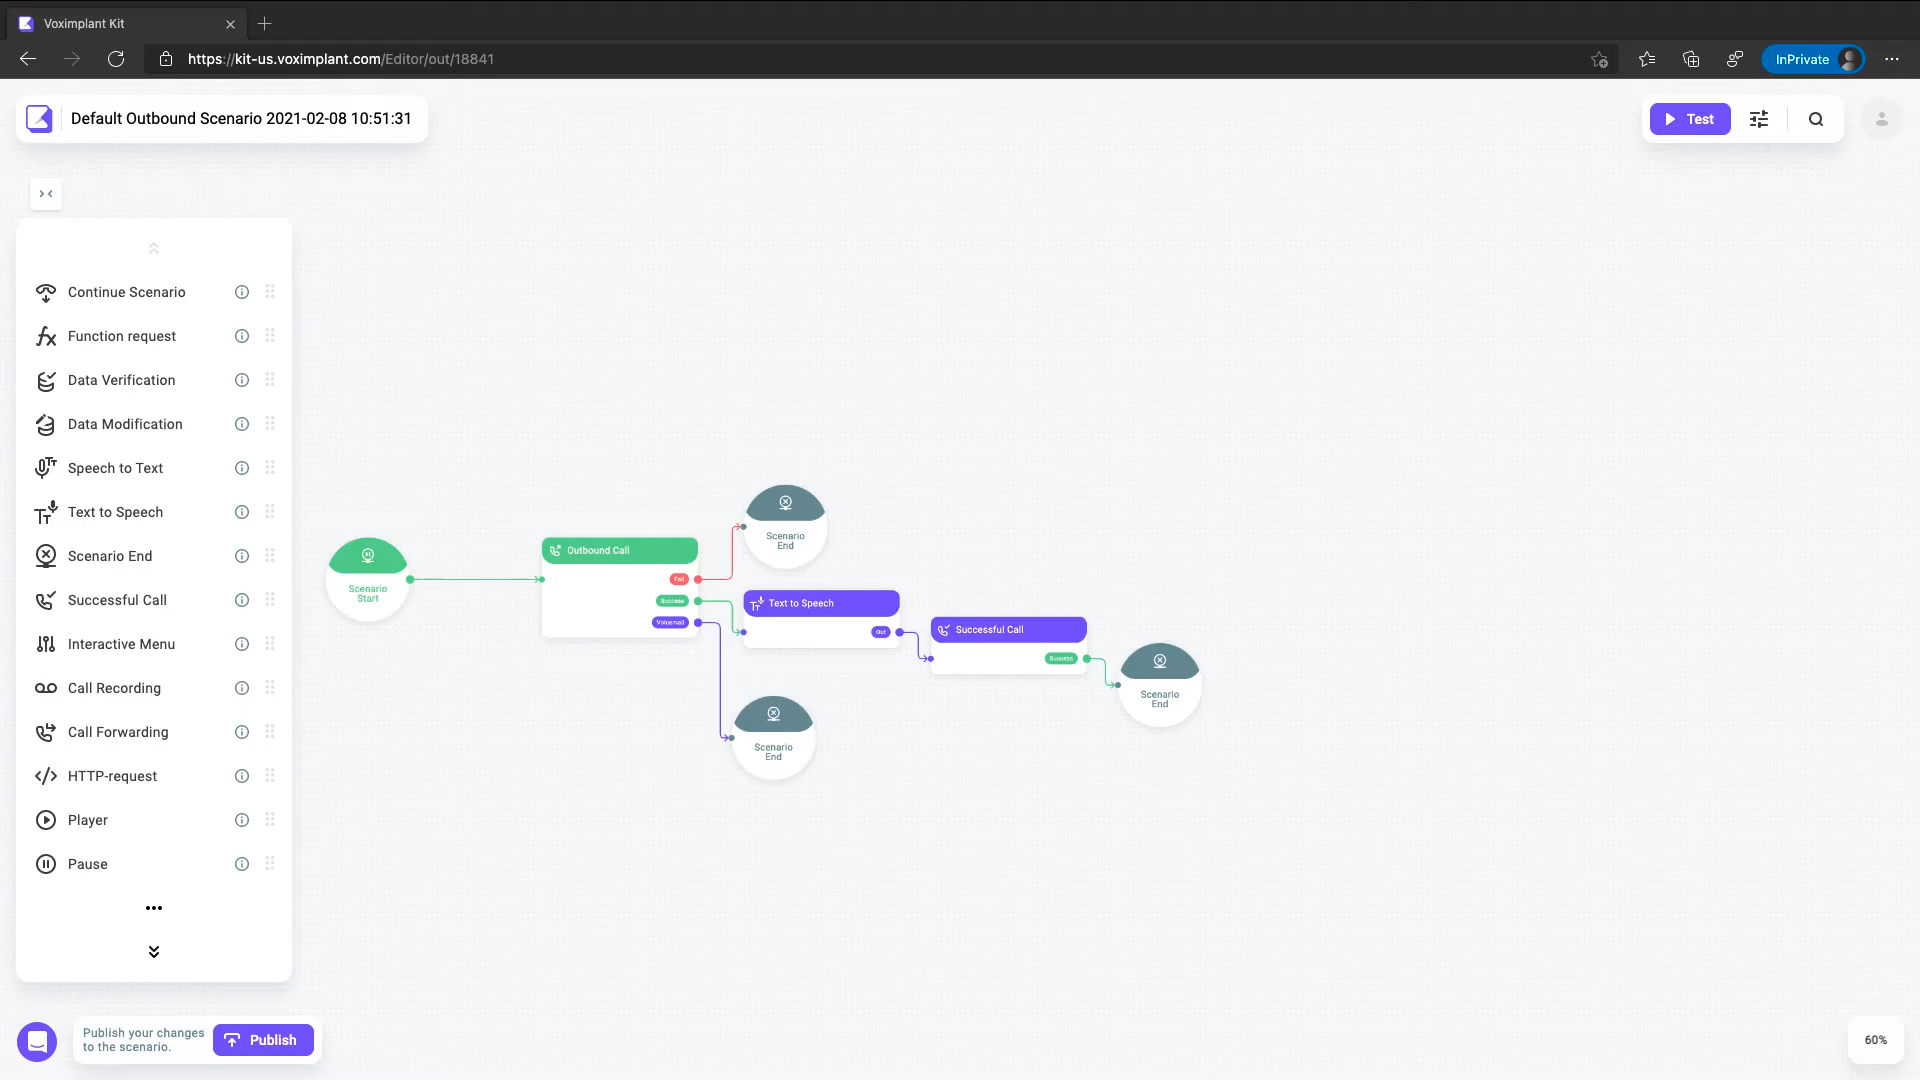 Voximplant Kit
https://kit-us.voximplant.com/Editor/out/18841
InPrivate
Default Outbound Scenario 2021-02-08 10:51:31
Test
Continue Scenario
Function request
Data Verification
Data Modification
Speech to Text
Text to Speech
Scenario End
Successful Call
Interactive Menu
Call Recording
Call Forwarding
HTTP-request
Player
Pause
Scenario
Start
Outbound Call
Fail
Success
Voicemail
Scenario
End
Text to Speech
Out
Successful Call
Success
Scenario
End
Scenario
End
Publish your changes
to the scenario.
Publish
60%